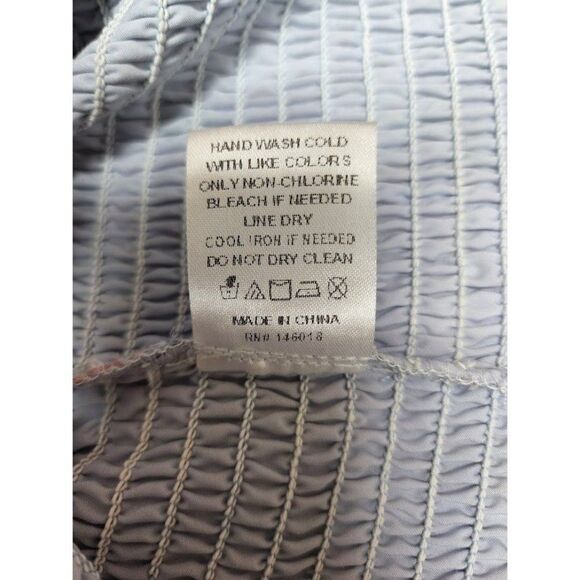 HAND WASH COLD
WITH LIKE COLORS
ONLY NON-CHLORINE
BLEACH IF NEEDED
LINE DRY
COOL IRON IF NEEDED
DO NOT DRY CLEAN
MADE IN CHINA
RN# 146018